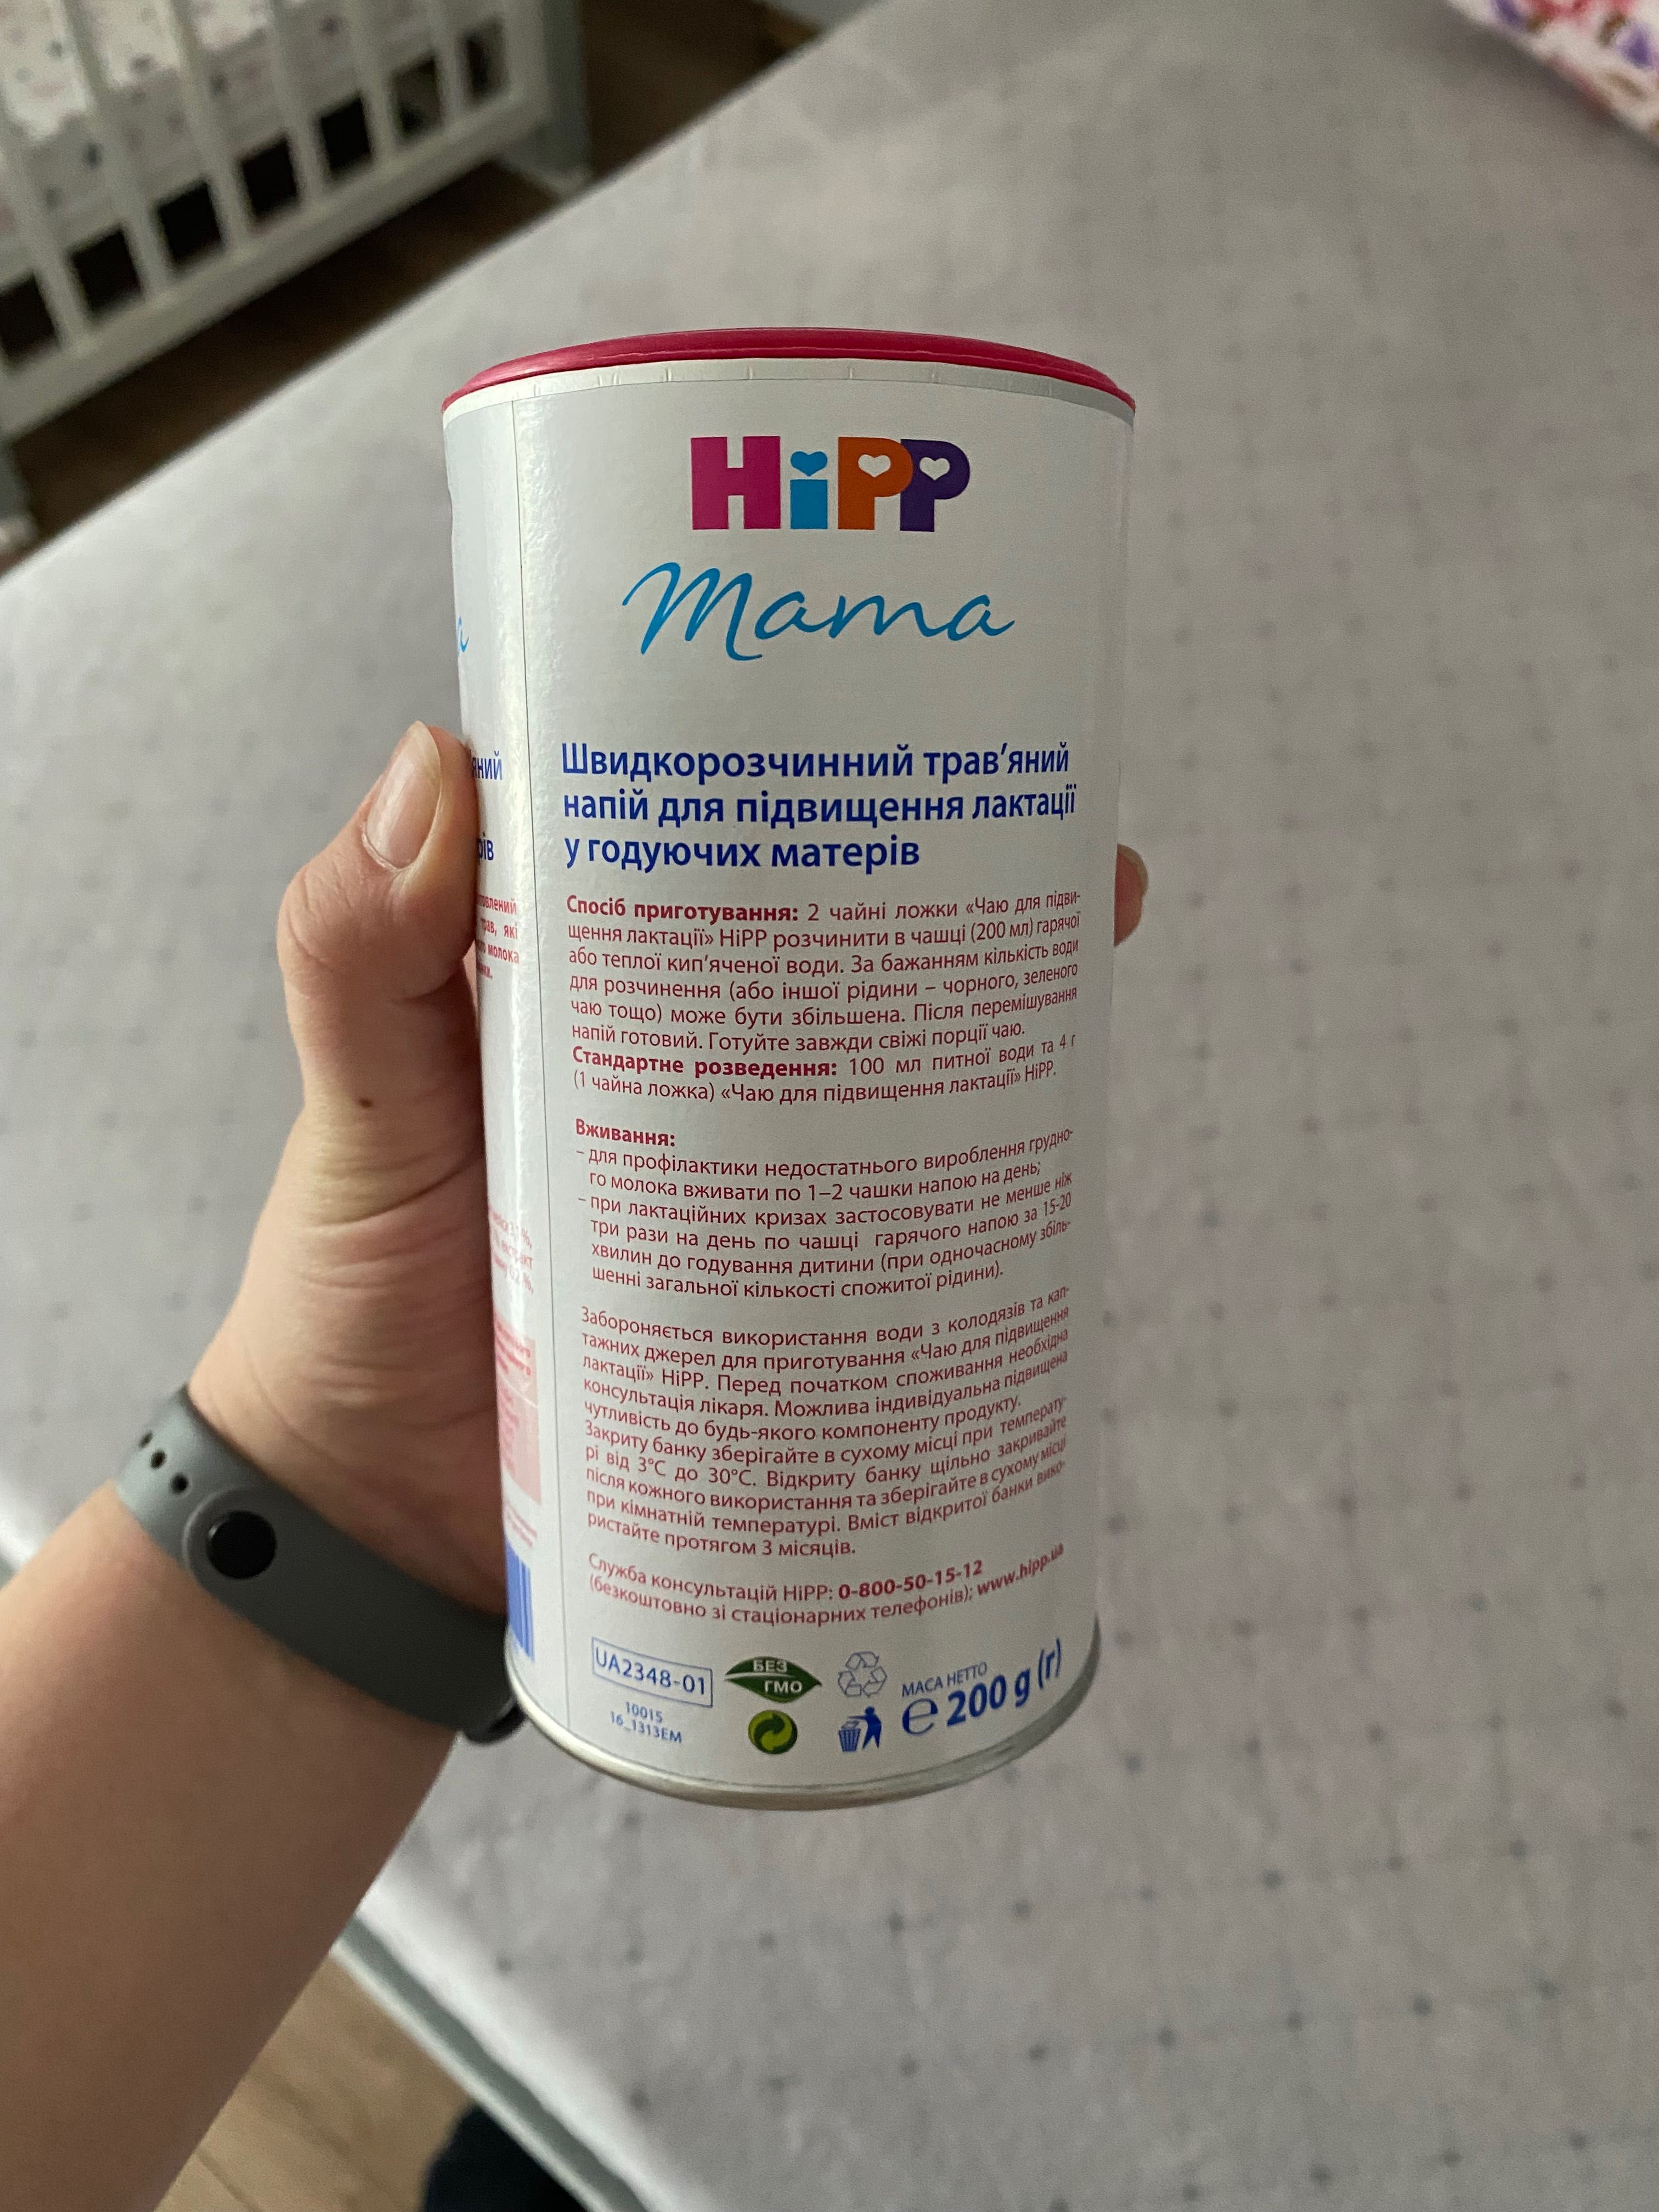 HiPP
Mama
Швидкорозчинний трав'яний
напій для підвищення лактації
у годуючих матерів
Спосіб приготування: 2 чайні ложки «Чаю для підви-
щення лактації» HiPP розчинити в чашці (200 мл) гарячої
або теплої кип'яченої води. За бажанням кількість води
для розчинення (або іншої рідини – чорного, зеленого
чаю тощо) може бути збільшена. Після перемішування
напій готовий. Готуйте завжди свіжі порції чаю.
Стандартне розведення: 100 мл питної води та 4 г
(1 чайна ложка) «Чаю для підвищення лактації» HiPP.
Вживання:
– для профілактики недостатнього вироблення грудно-
го молока вживати по 1–2 чашки напою на день;
– при лактаційних кризах застосовувати не менше ніж
три рази на день по чашці гарячого напою за 15-20
хвилин до годування дитини (при одночасному збіль-
шенні загальної кількості спожитої рідини).
Забороняється використання води з колодязів та кап-
тажних джерел для приготування «Чаю для підвищення
лактації» HiPP. Перед початком споживання необхідна
консультація лікаря. Можлива індивідуальна підвищена
чутливість до будь-якого компоненту продукту.
Закриту банку зберігайте в сухому місці при температу-
рі від 3°C до 30°C. Відкриту банку щільно закривайте
після кожного використання та зберігайте в сухому місці
при кімнатній температурі. Вміст відкритої банки вико-
ристайте протягом 3 місяців.
Служба консультацій HiPP: 0-800-50-15-12
(безкоштовно зі стаціонарних телефонів); www.hipp.ua
UA2348-01
10015
16_1313EM
БЕЗ
ГМО
МАСА НЕТТО
℮ 200 g (г)